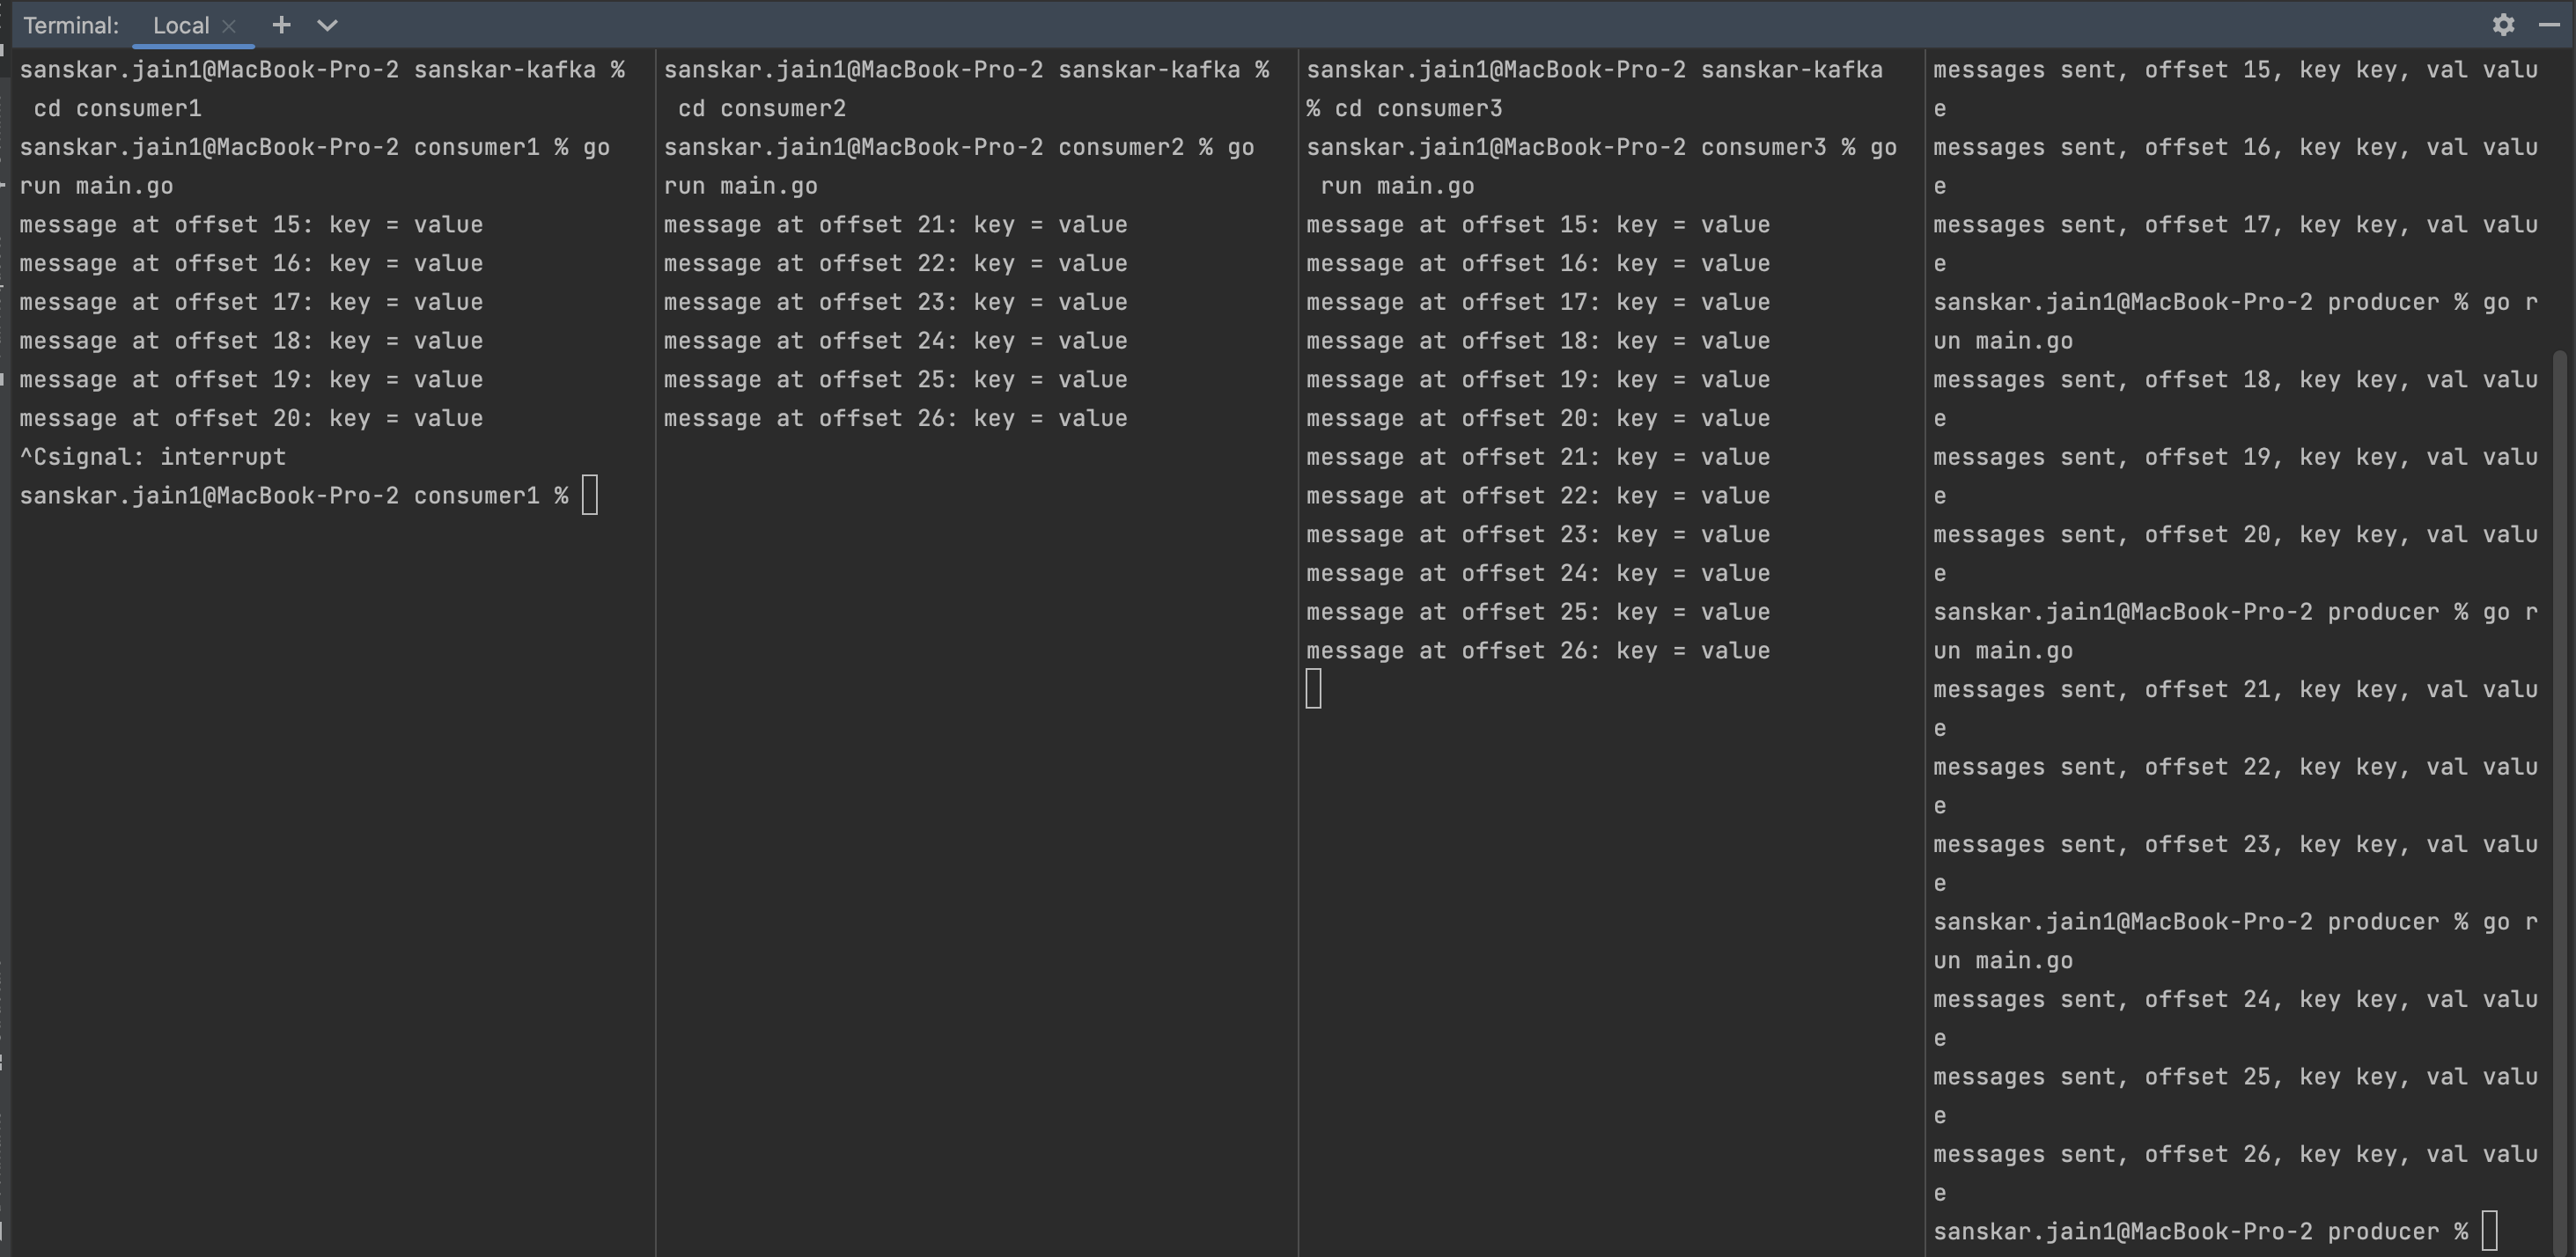 Terminal: Local
sanskar.jain1@MacBook-Pro-2 sanskar-kafka %
cd consumer1
sanskar.jain1@MacBook-Pro-2 consumer1 % go
run main.go
message at offset 15: key = value
message at offset 16: key = value
message at offset 17: key = value
message at offset 18: key = value
message at offset 19: key = value
message at offset 20: key = value
^Csignal: interrupt
sanskar.jain1@MacBook-Pro-2 consumer1 %
sanskar.jain1@MacBook-Pro-2 sanskar-kafka %
cd consumer2
sanskar.jain1@MacBook-Pro-2 consumer2 % go
run main.go
message at offset 21: key = value
message at offset 22: key = value
message at offset 23: key = value
message at offset 24: key = value
message at offset 25: key = value
message at offset 26: key = value
sanskar.jain1@MacBook-Pro-2 sanskar-kafka
% cd consumer3
sanskar.jain1@MacBook-Pro-2 consumer3 % go
run main.go
message at offset 15: key = value
message at offset 16: key = value
message at offset 17: key = value
message at offset 18: key = value
message at offset 19: key = value
message at offset 20: key = value
message at offset 21: key = value
message at offset 22: key = value
message at offset 23: key = value
message at offset 24: key = value
message at offset 25: key = value
message at offset 26: key = value
messages sent, offset 15, key key, val valu
e
messages sent, offset 16, key key, val valu
e
messages sent, offset 17, key key, val valu
e
sanskar.jain1@MacBook-Pro-2 producer % go r
un main.go
messages sent, offset 18, key key, val valu
e
messages sent, offset 19, key key, val valu
e
messages sent, offset 20, key key, val valu
e
sanskar.jain1@MacBook-Pro-2 producer % go r
un main.go
messages sent, offset 21, key key, val valu
e
messages sent, offset 22, key key, val valu
e
messages sent, offset 23, key key, val valu
e
sanskar.jain1@MacBook-Pro-2 producer % go r
un main.go
messages sent, offset 24, key key, val valu
e
messages sent, offset 25, key key, val valu
e
messages sent, offset 26, key key, val valu
e
sanskar.jain1@MacBook-Pro-2 producer %